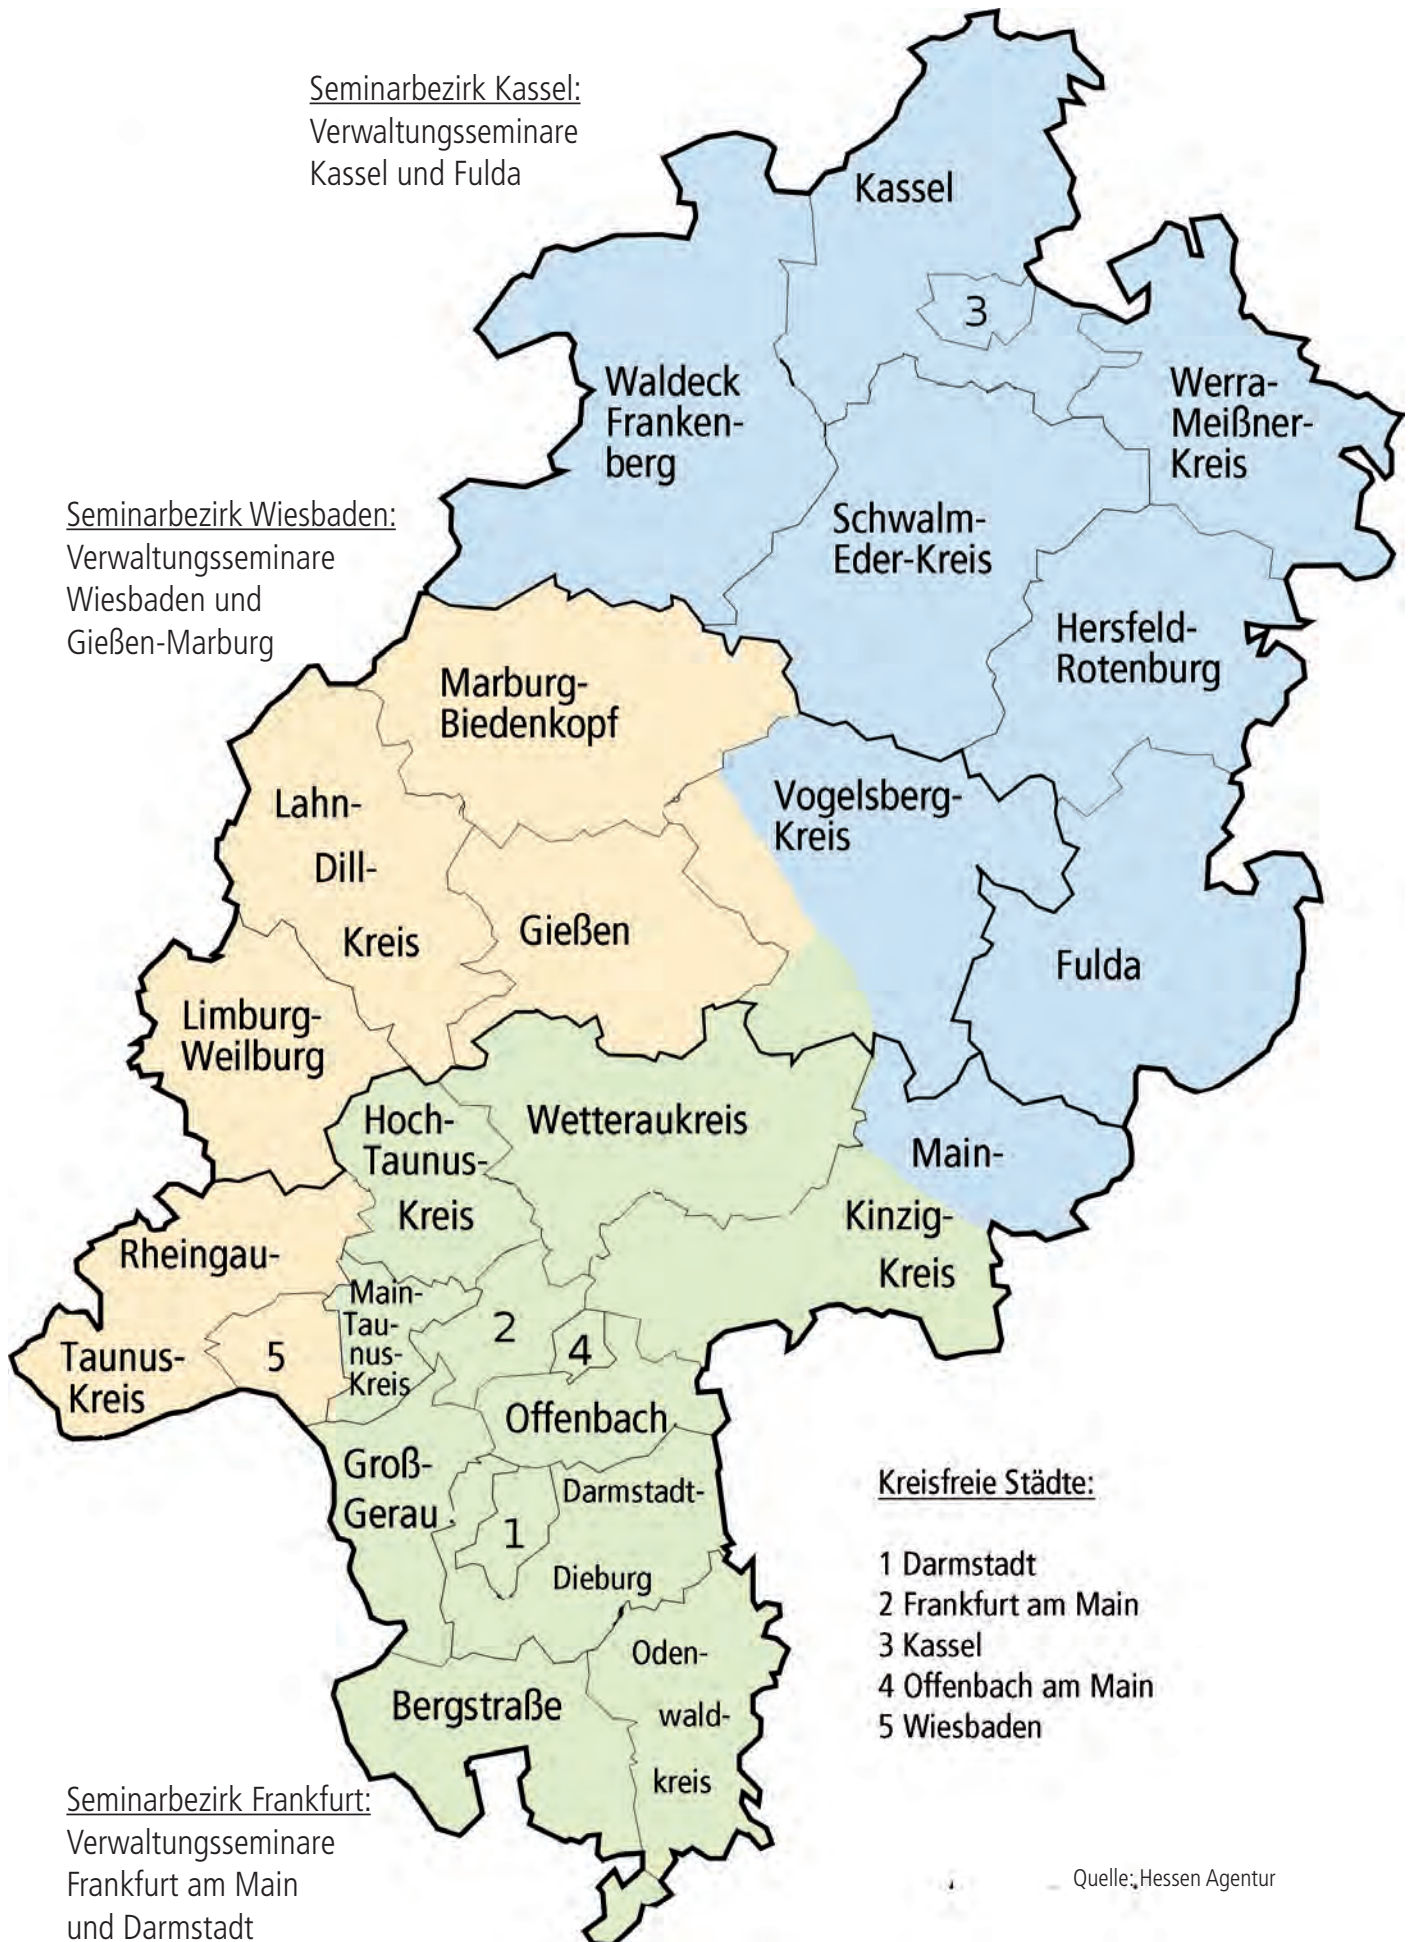 Seminarbezirk Kassel:
Verwaltungsseminare
Kassel und Fulda
Kassel
3
Waldeck
Franken-
berg
Werra-
Meißner-
Kreis
Seminarbezirk Wiesbaden:
Verwaltungsseminare
Wiesbaden und
Gießen-Marburg
Schwalm-
Eder-Kreis
Hersfeld-
Rotenburg
Marburg-
Biedenkopf
Lahn-
Dill-
Kreis
Vogelsberg-
Kreis
Gießen
Fulda
Limburg-
Weilburg
Hoch-
Taunus-
Kreis
Wetteraukreis
Main-
Kinzig-
Kreis
Rheingau-
Taunus-
Kreis
5
Main-
Tau-
nus-
Kreis
2
4
Offenbach
Groß-
Gerau
Darmstadt-
Dieburg
1
Oden-
wald-
kreis
Bergstraße
Kreisfreie Städte:
1 Darmstadt
2 Frankfurt am Main
3 Kassel
4 Offenbach am Main
5 Wiesbaden
Seminarbezirk Frankfurt:
Verwaltungsseminare
Frankfurt am Main
und Darmstadt
Quelle: Hessen Agentur